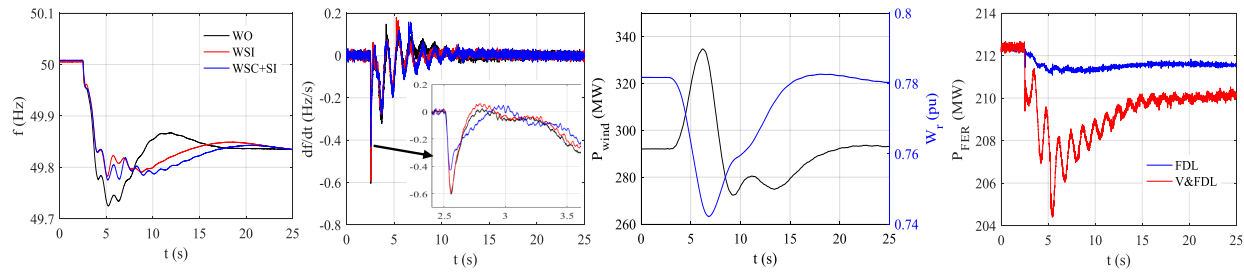 50.1
50
49.9
49.8
49.7
f (Hz)
WO
WSI
WSC+SI
0 5 10 15 20 25
t (s)
0.2
0
-0.2
-0.4
-0.6
-0.8
df/dt (Hz/s)
0
-0.2
-0.4
-0.6
2.5 3 3.5
0 5 10 15 20 25
t (s)
340
320
300
280
260
P_wind (MW)
0.8
0.78
0.76
0.74
W_r (pu)
0 5 10 15 20 25
t (s)
214
212
210
208
206
204
P_FER (MW)
FDL
V&FDL
0 5 10 15 20 25
t (s)